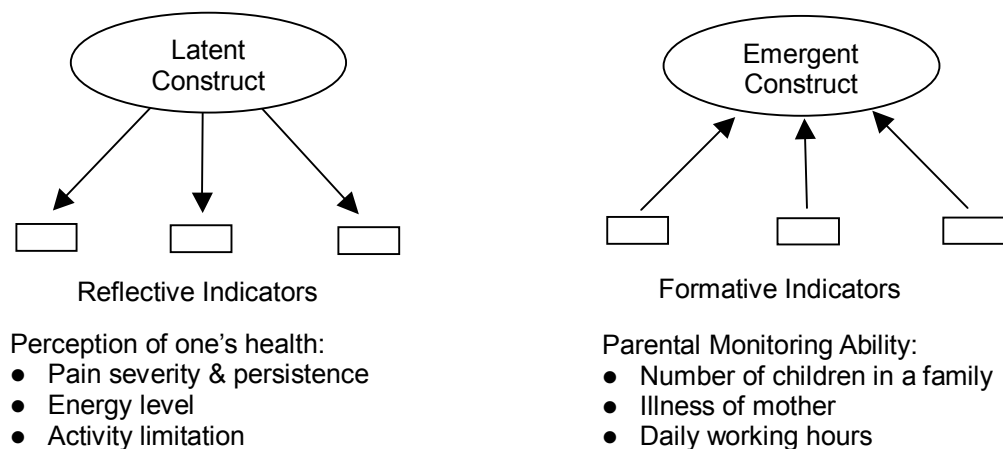 Latent
Construct
Reflective Indicators
Perception of one’s health:
● Pain severity & persistence
● Energy level
● Activity limitation
Emergent
Construct
Formative Indicators
Parental Monitoring Ability:
● Number of children in a family
● Illness of mother
● Daily working hours